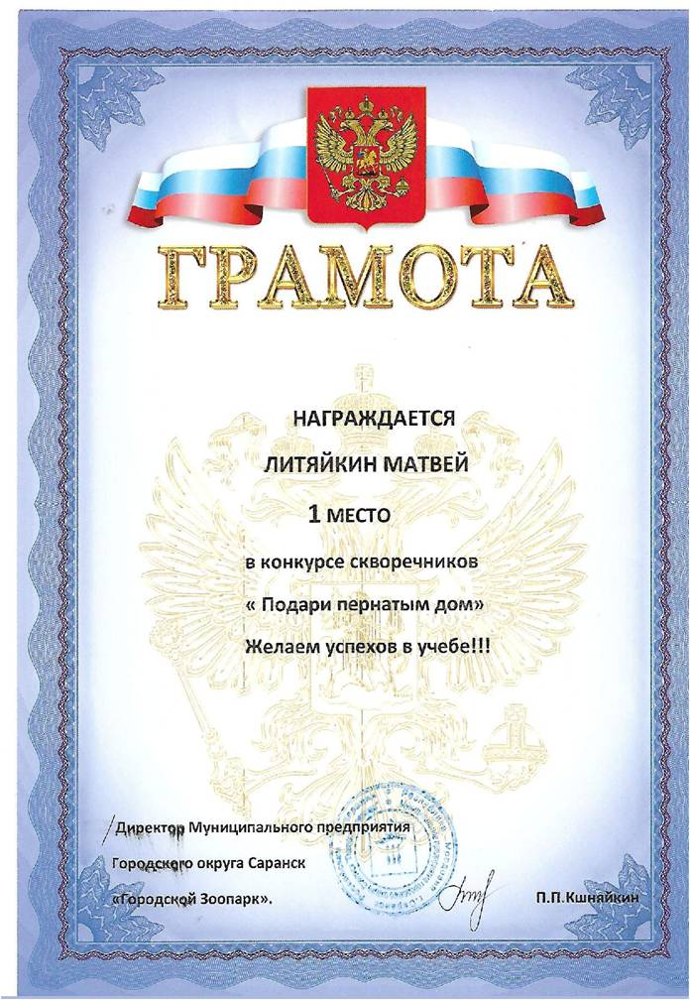 ГРАМОТА
НАГРАЖДАЕТСЯ
ЛИТЯЙКИН МАТВЕЙ
1 МЕСТО
в конкурсе скворечников
« Подари пернатым дом»
Желаем успехов в учебе!!!
Директор Муниципального предприятия
Городского округа Саранск
«Городской Зоопарк».
П.П.Кшняйкин